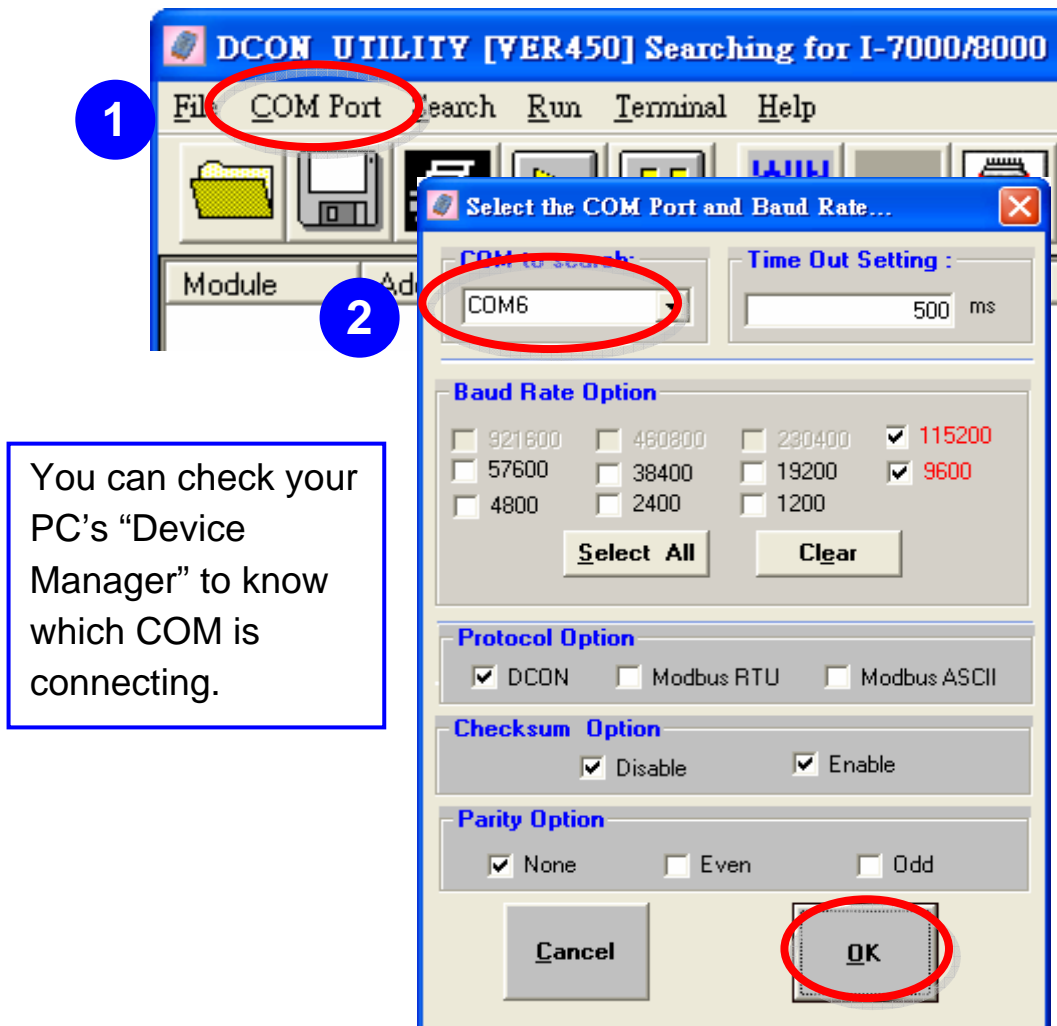 DCON UTILITY [VER450] Searching for I-7000/8000
1
File COM Port Search Run Terminal Help
Select the COM Port and Baud Rate...
Module
2
COM to search:
COM6
Time Out Setting :
500 ms
Baud Rate Option
921600 460800 230400 115200
57600 38400 19200 9600
4800 2400 1200
Select All Clear
You can check your
PC's “Device
Manager” to know
which COM is
connecting.
Protocol Option
DCON Modbus RTU Modbus ASCII
Checksum Option
Disable Enable
Parity Option
None Even Odd
Cancel OK